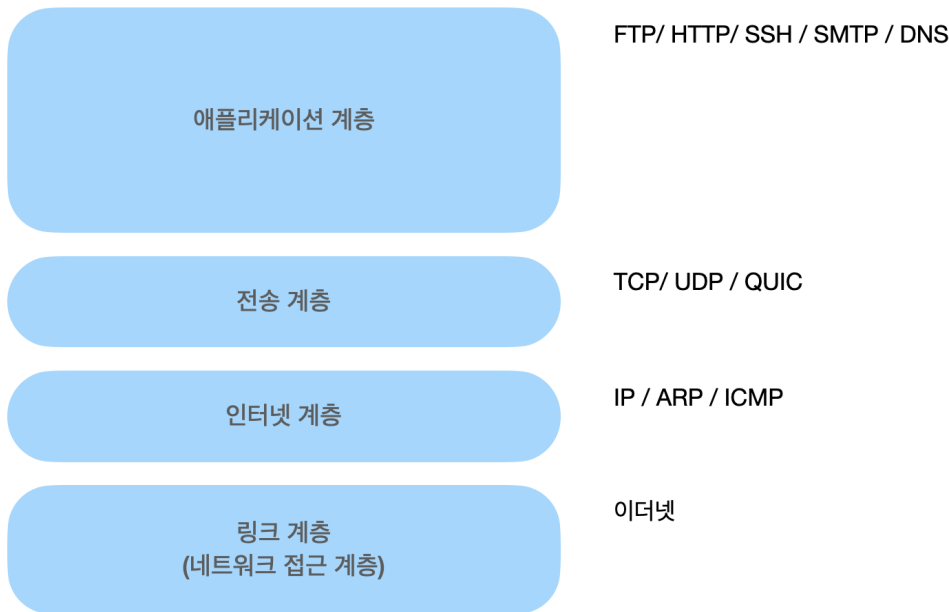 애플리케이션 계층
FTP/ HTTP/ SSH / SMTP / DNS
전송 계층
TCP/ UDP / QUIC
인터넷 계층
IP / ARP / ICMP
링크 계층
(네트워크 접근 계층)
이더넷